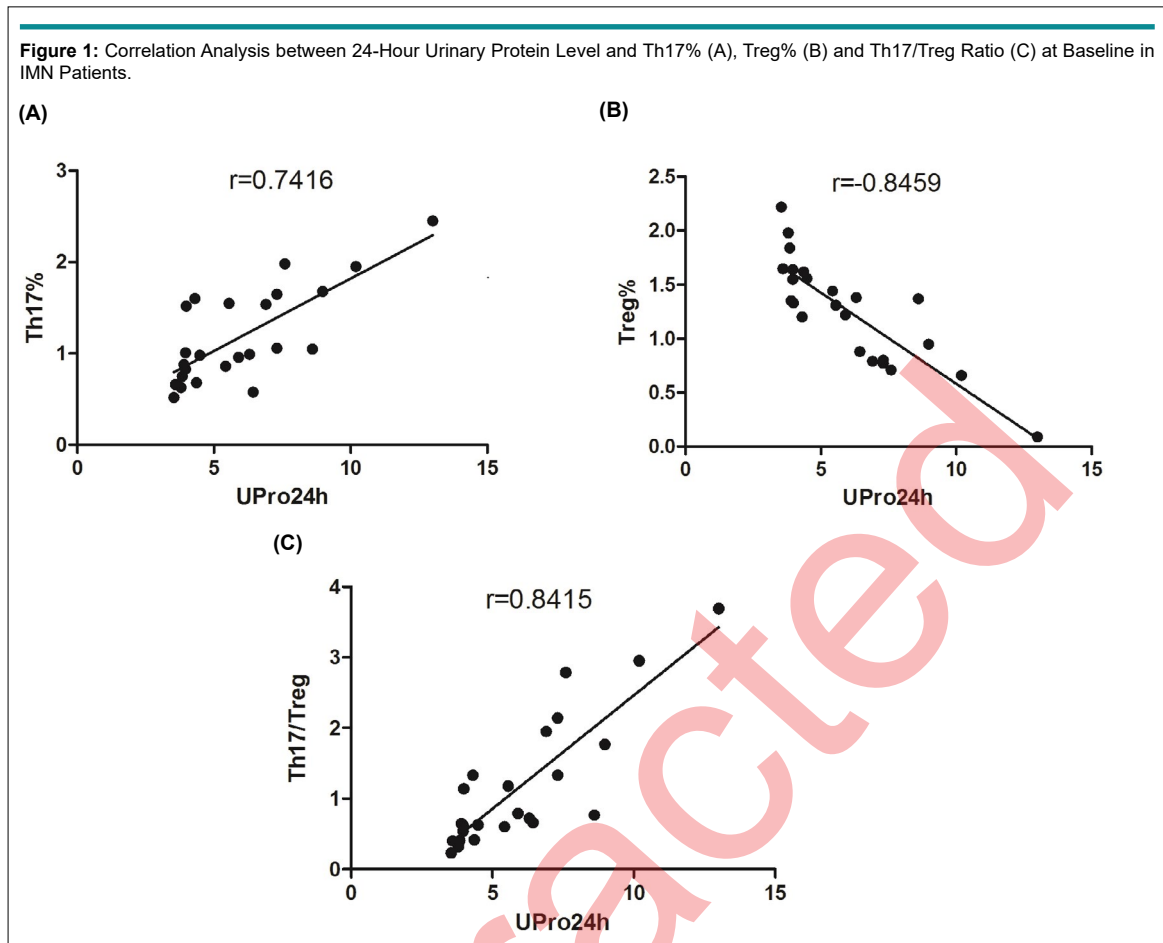 Figure 1: Correlation Analysis between 24-Hour Urinary Protein Level and Th17% (A), Treg% (B) and Th17/Treg Ratio (C) at Baseline in
IMN Patients.
(A)
r=0.7416
3
2
1
0
Th17%
0 5 10 15
UPro24h
(B)
r=-0.8459
2.5
2.0
1.5
1.0
0.5
0.0
Treg%
0 5 10 15
UPro24h
(C)
r=0.8415
4
3
2
1
0
Th17/Treg
0 5 10 15
UPro24h
acted